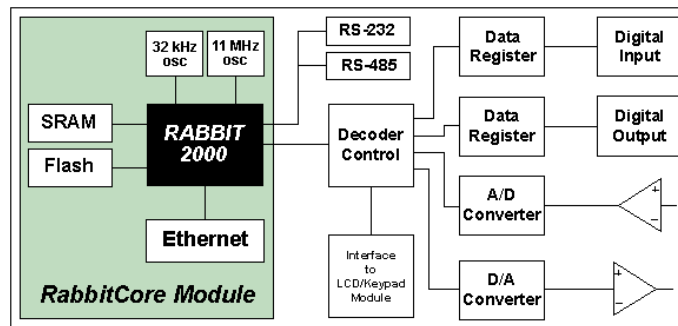 32 kHz
osc
11 MHz
osc
SRAM
Flash
RABBIT
2000
Ethernet
RabbitCore Module
RS-232
RS-485
Decoder
Control
Interface
to
LCD/Keypad
Module
Data
Register
Digital
Input
Data
Register
Digital
Output
A/D
Converter
+
−
D/A
Converter
+
−